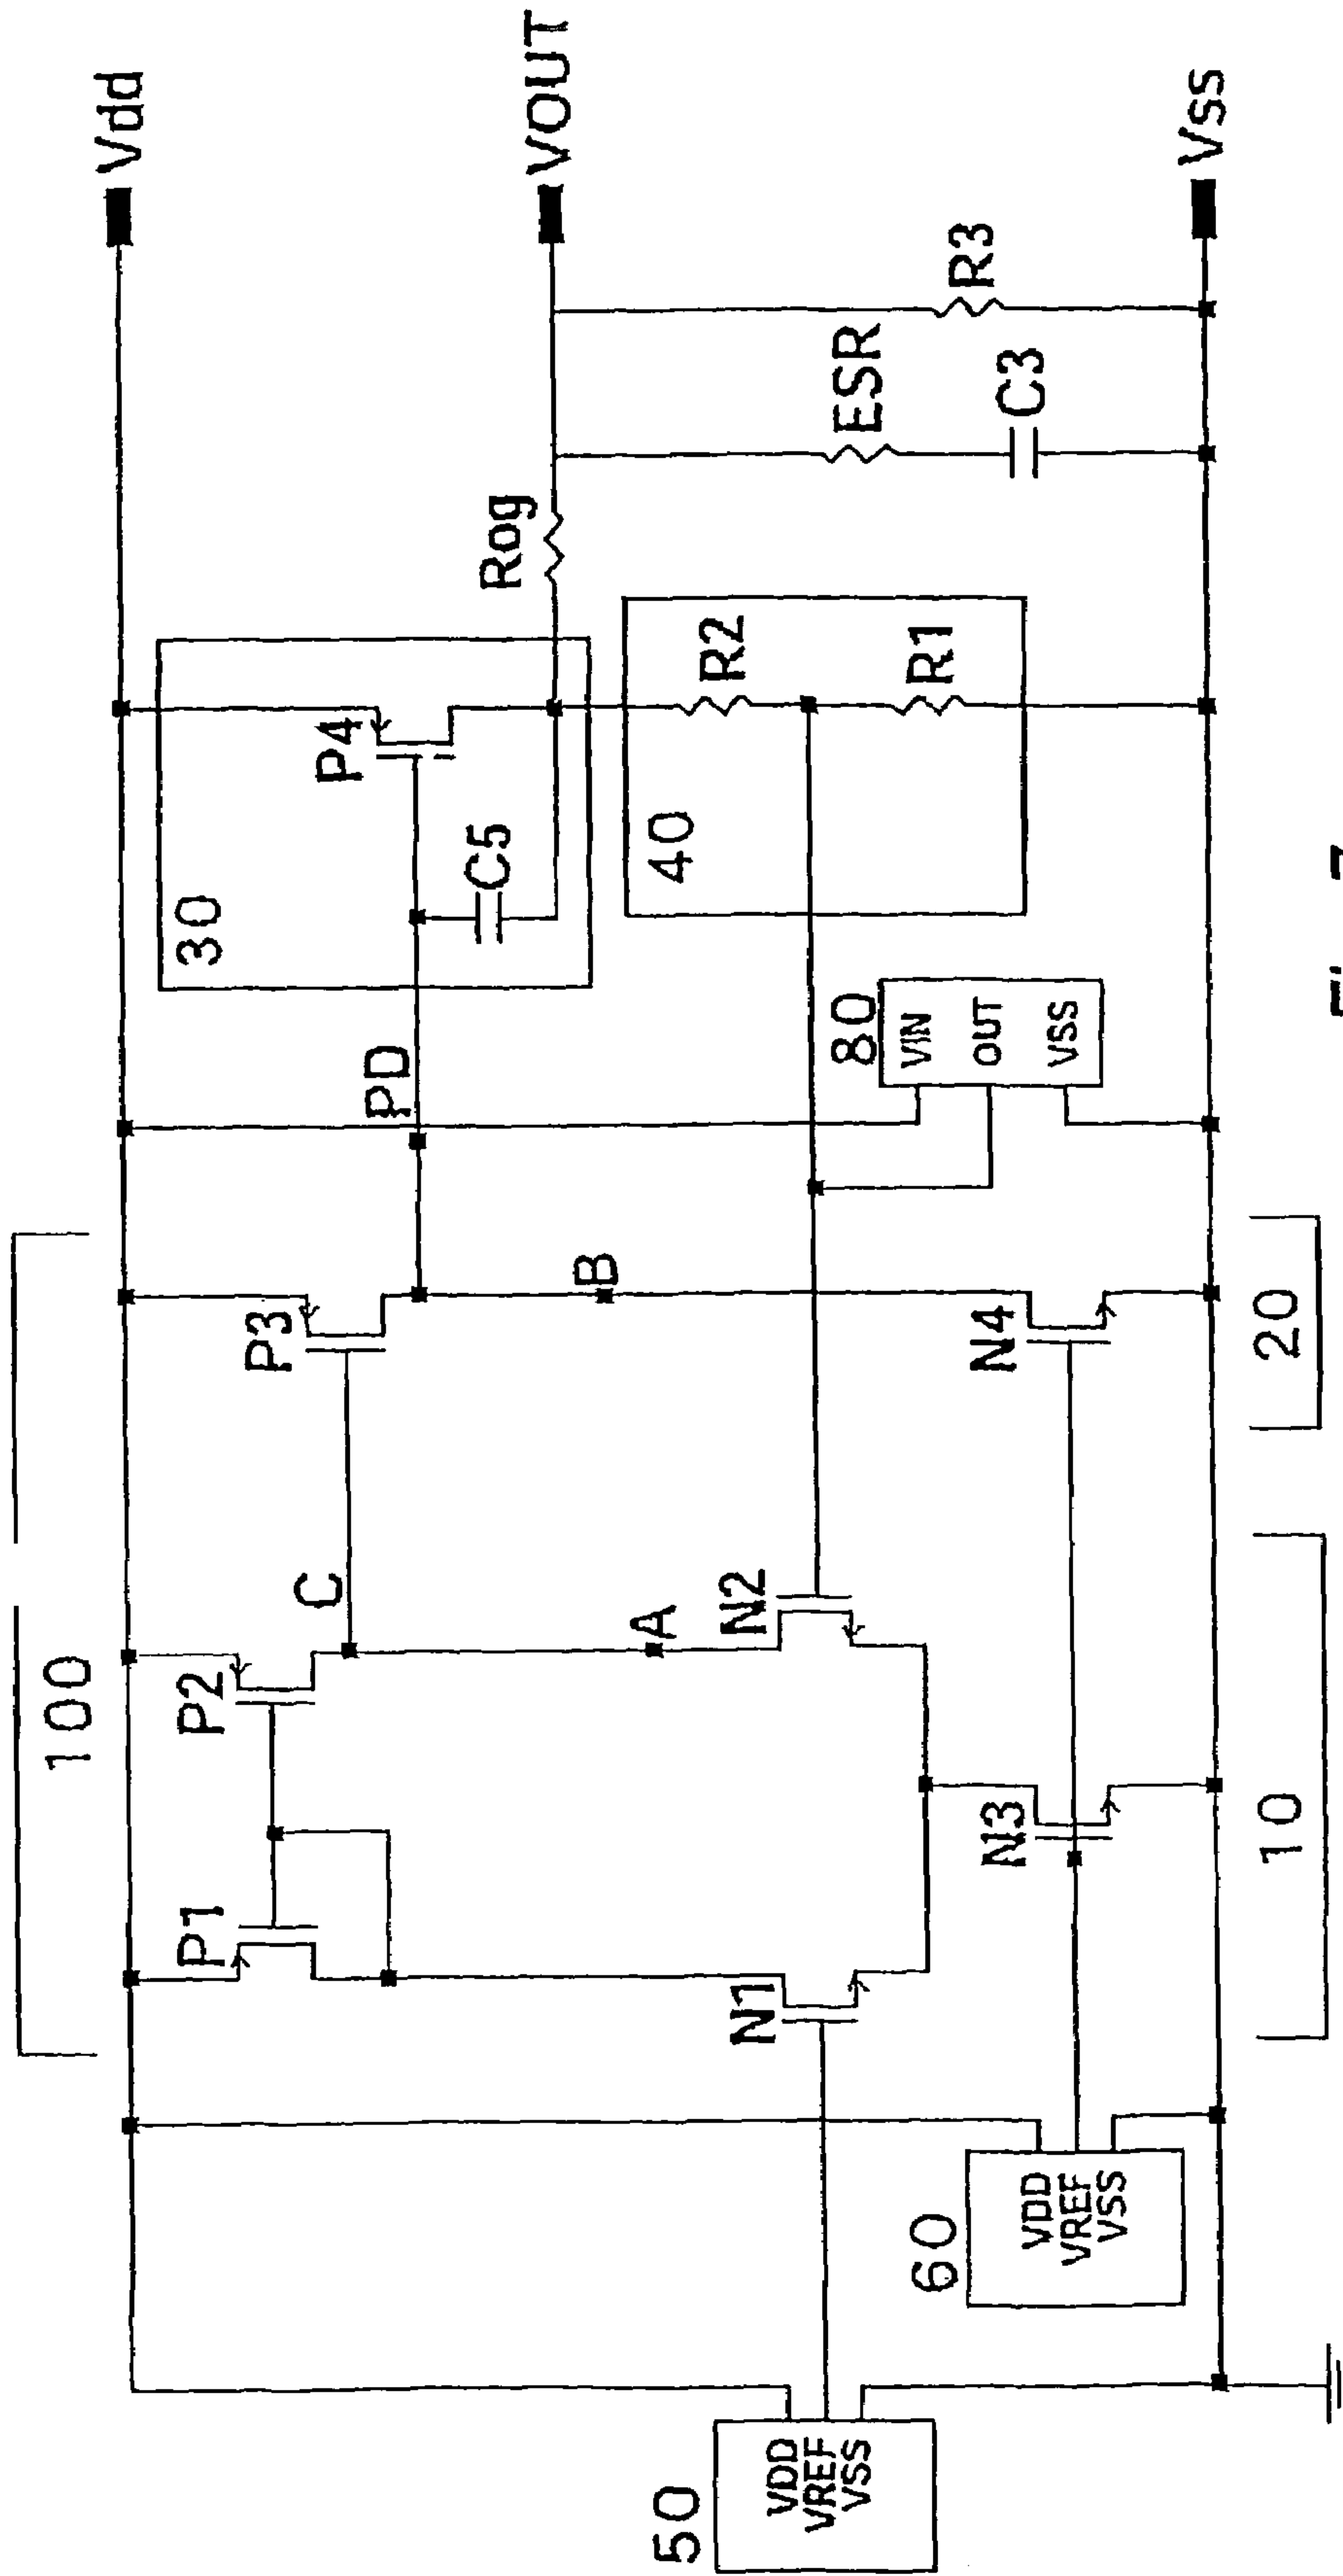 100
Vdd
P1
P2
C
P3
PD
30
P4
C5
Rog
VOUT
A
B
50
VDD
VREF
VSS
N1
N2
80
VIN
OUT
VSS
40
R2
R1
ESR
C3
R3
60
VDD
VREF
VSS
N3
N4
Vss
10
20